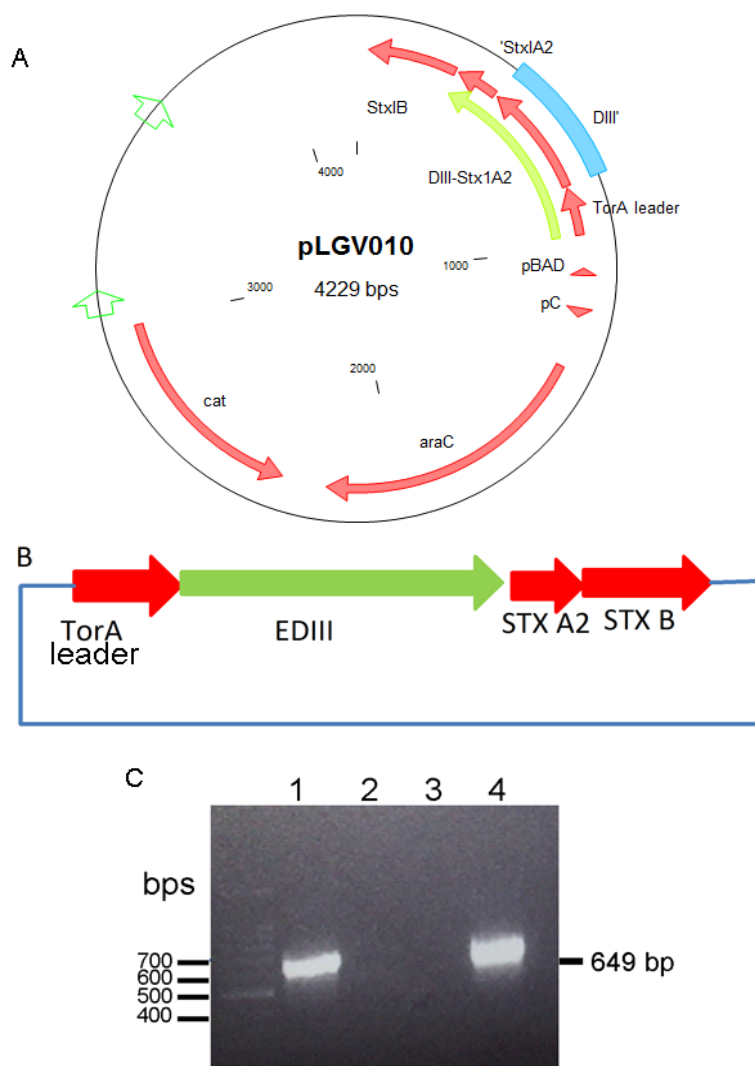 A
'StxIA2
StxIB
DIII'
4000
DIII-Stx1A2
TorA leader
pLGV010
1000
pBAD
4229 bps
3000
pC
2000
cat
araC
B
TorA
leader
EDIII
STX A2
STX B
C
1 2 3 4
bps
700
600
500
400
649 bp